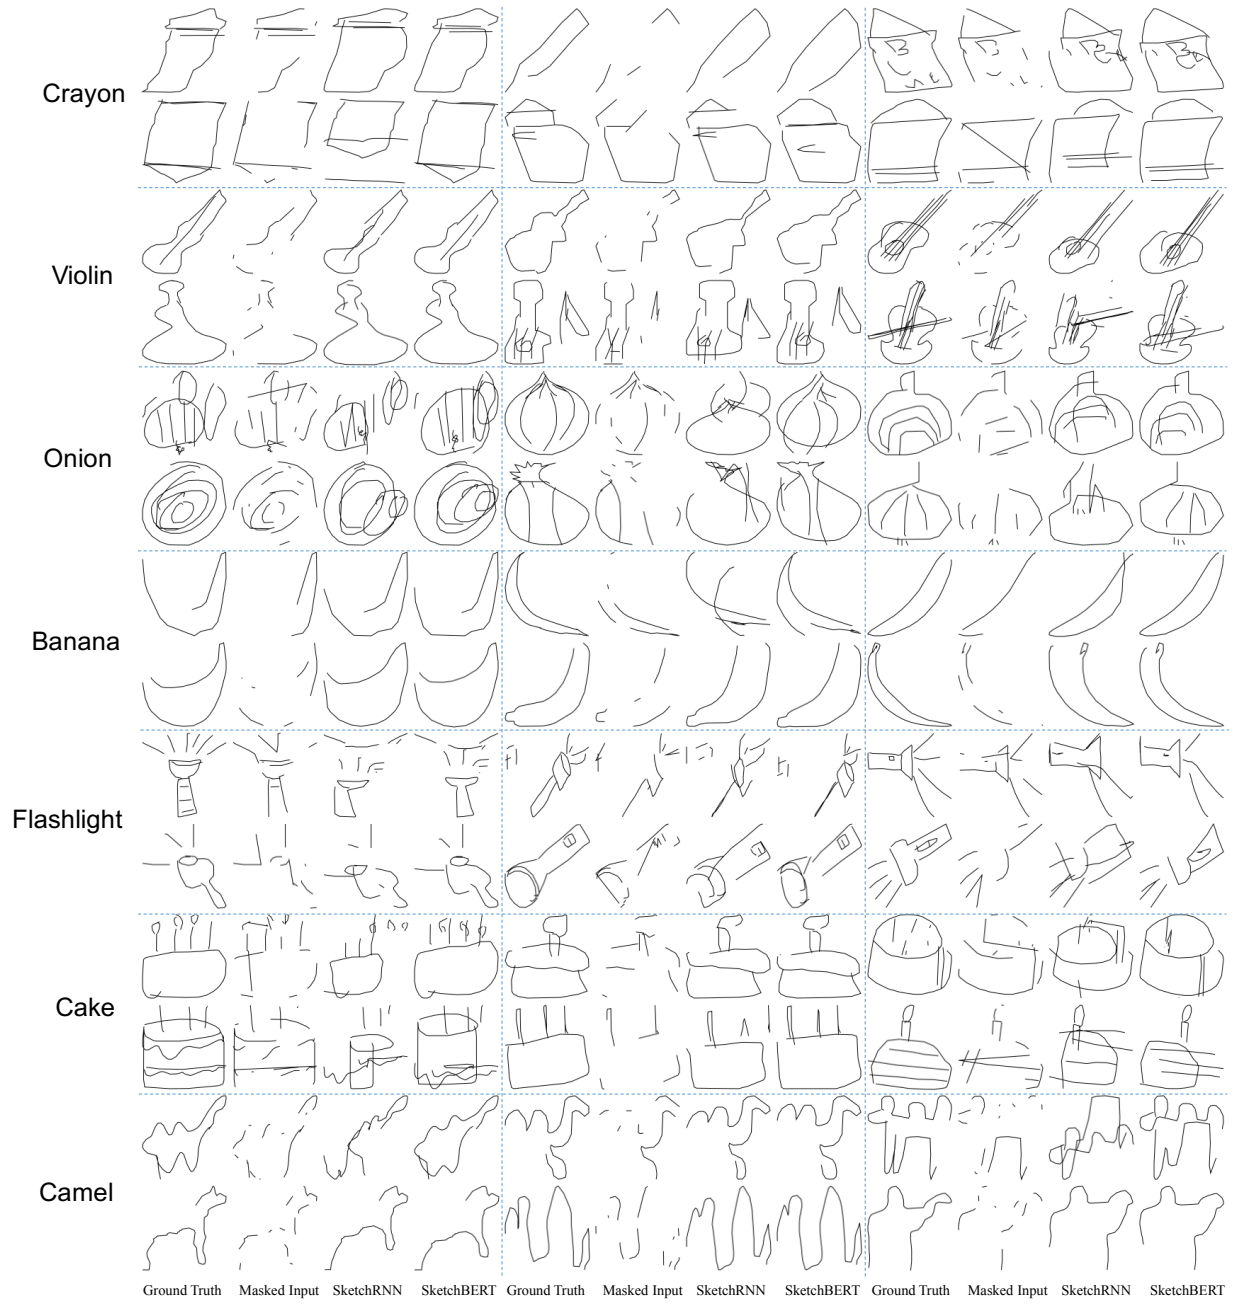 Crayon
Violin
Onion
Banana
Flashlight
Cake
Camel
Ground Truth Masked Input SketchRNN SketchBERT Ground Truth Masked Input SketchRNN SketchBERT Ground Truth Masked Input SketchRNN SketchBERT